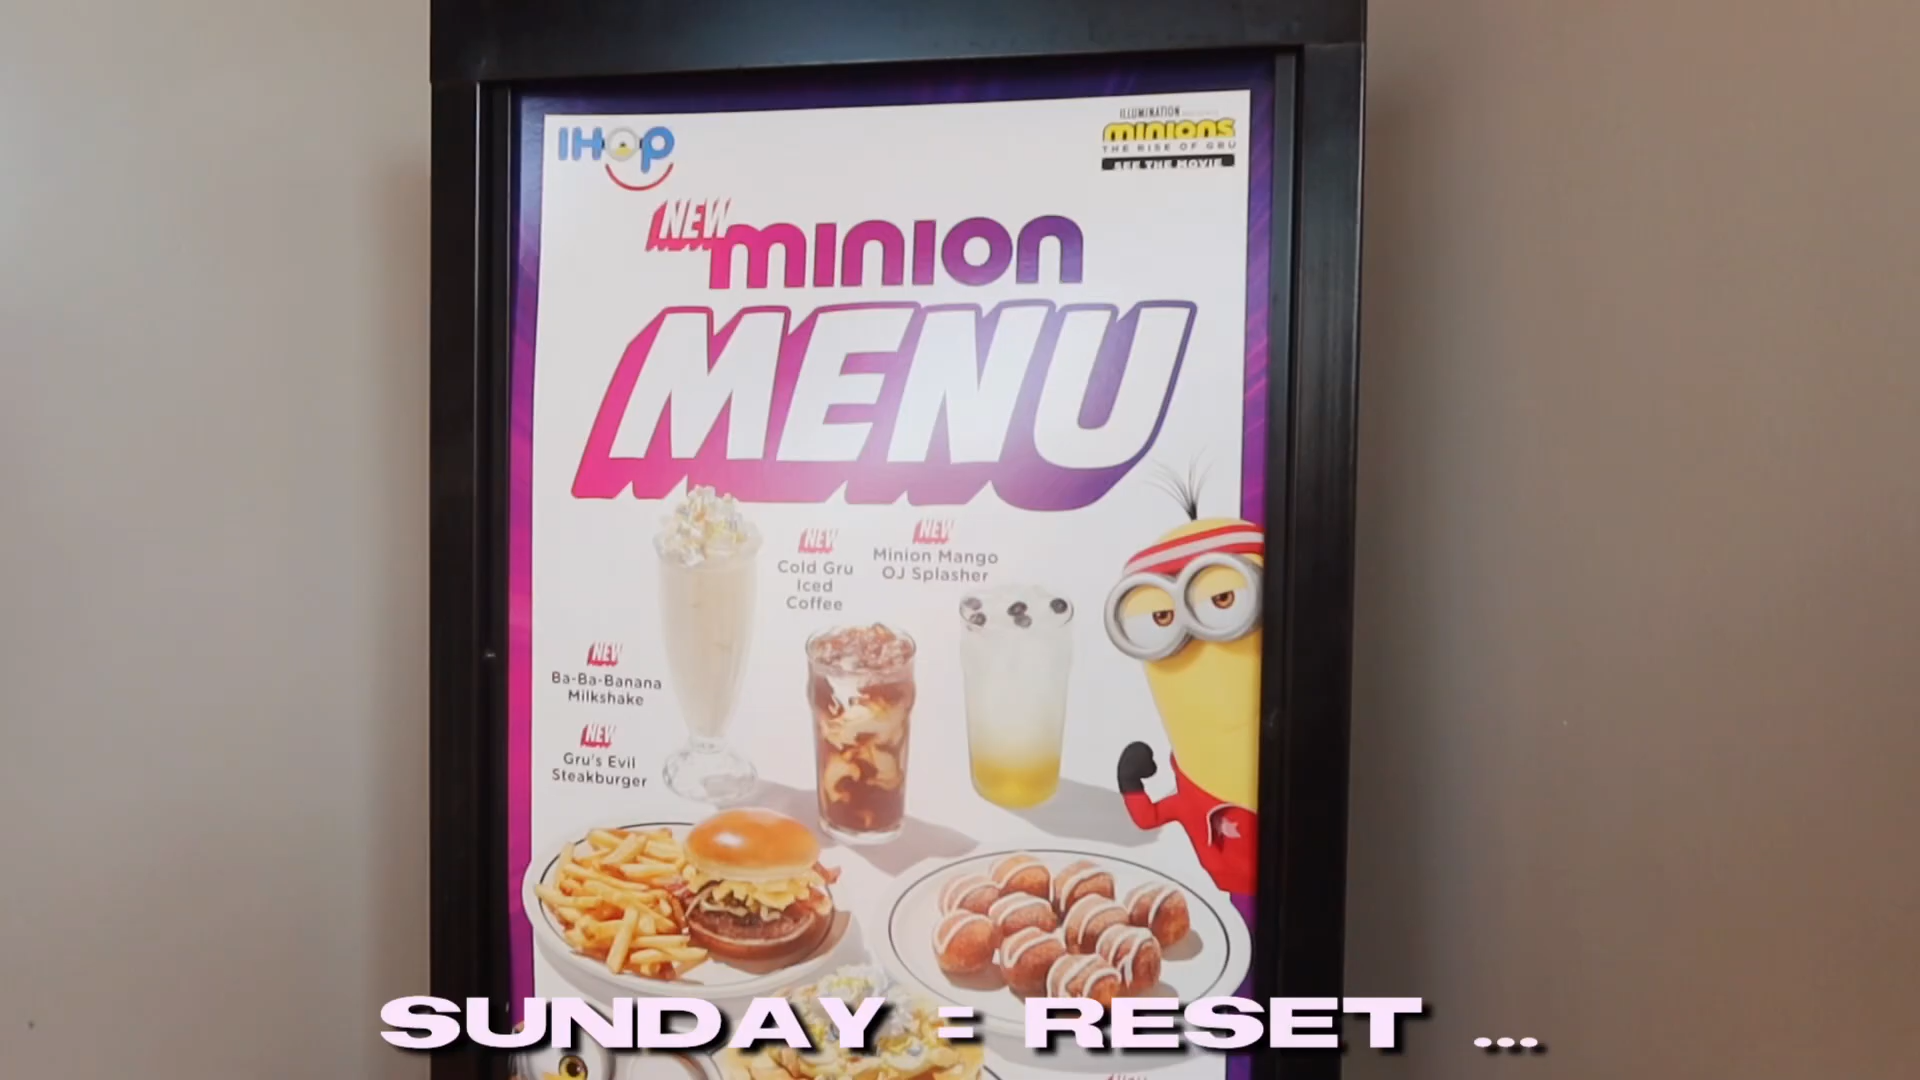 IHOP
ILLUMINATION
MINIONS
THE RISE OF GRU
SEE THE MOVIE
NEW
minion
MENU
NEW
Cold Gru
Iced
Coffee
NEW
Minion Mango
OJ Splasher
NEW
Ba-Ba-Banana
Milkshake
NEW
Gru's Evil
Steakburger
SUNDAY = RESET ...